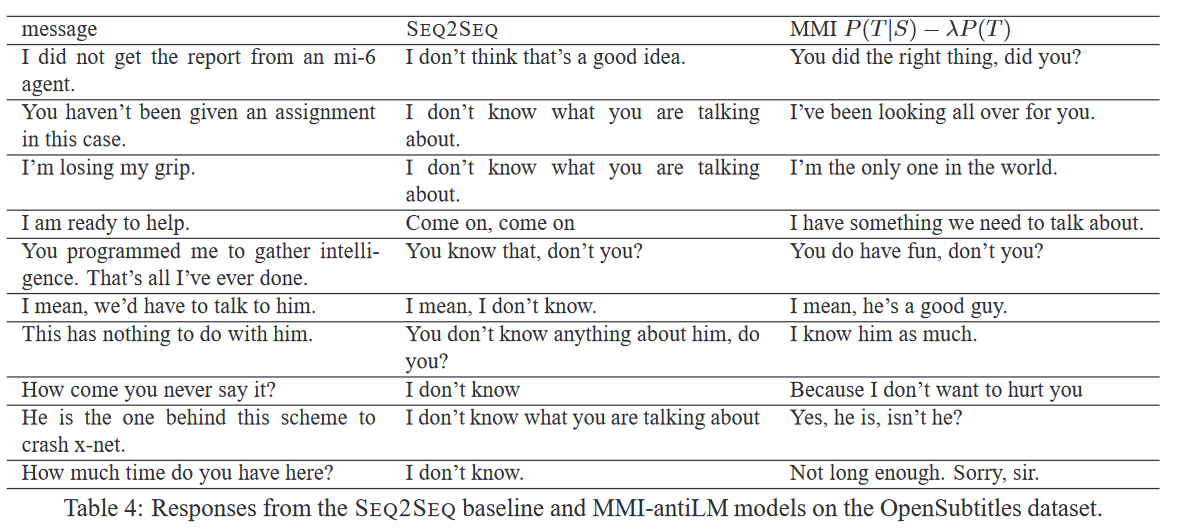 message SEQ2SEQ MMI P(T|S) − λP(T)
I did not get the report from an mi-6 I don't think that's a good idea. You did the right thing, did you?
agent.
You haven't been given an assignment I don't know what you are talking I've been looking all over for you.
in this case. about.
I'm losing my grip. I don't know what you are talking I'm the only one in the world.
about.
I am ready to help. Come on, come on I have something we need to talk about.
You programmed me to gather intelli- You know that, don't you? You do have fun, don't you?
gence. That's all I've ever done.
I mean, we'd have to talk to him. I mean, I don't know. I mean, he's a good guy.
This has nothing to do with him. You don't know anything about him, do I know him as much.
you?
How come you never say it? I don't know Because I don't want to hurt you
He is the one behind this scheme to I don't know what you are talking about Yes, he is, isn't he?
crash x-net.
How much time do you have here? I don't know. Not long enough. Sorry, sir.
Table 4: Responses from the SEQ2SEQ baseline and MMI-antiLM models on the OpenSubtitles dataset.